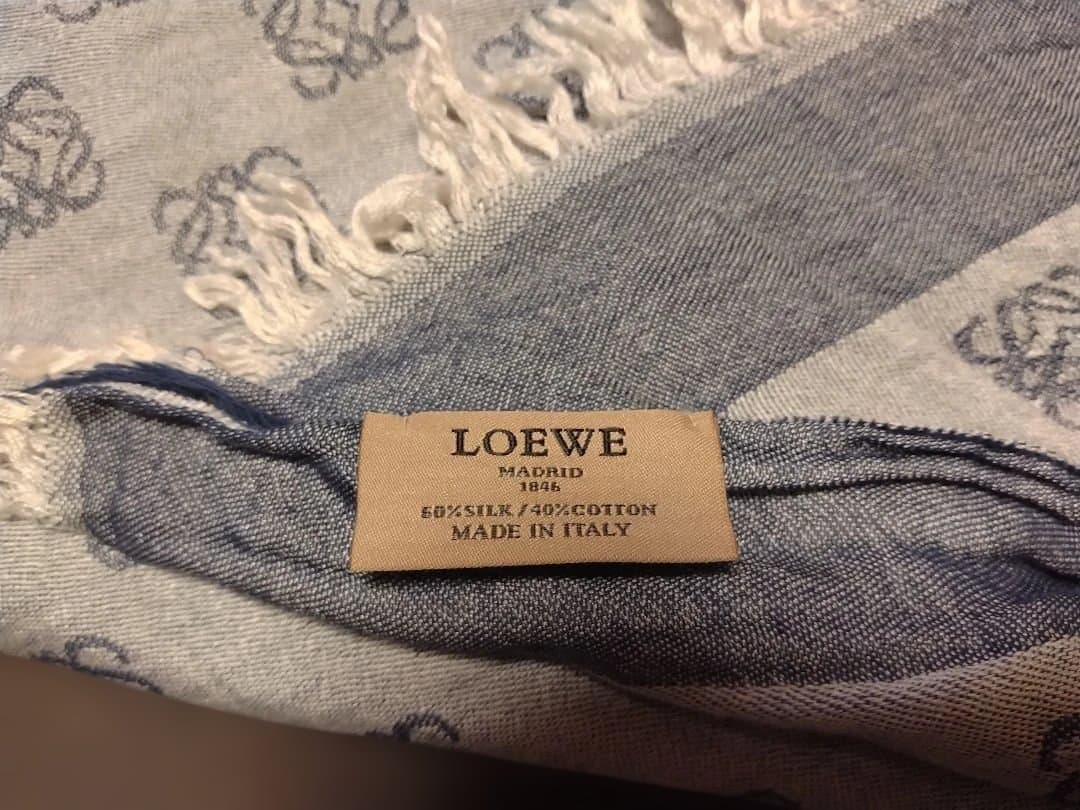 LOEWE
MADRID
1846
60%SILK/40%COTTON
MADE IN ITALY